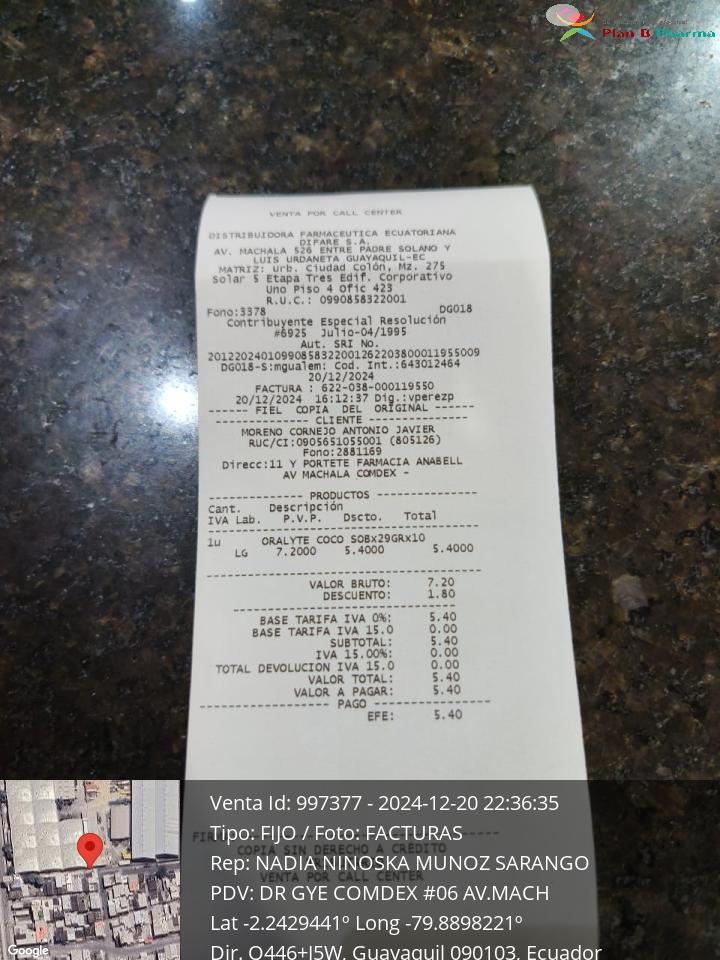 Plan B Pharma
VENTA POR CALL CENTER
DISTRIBUIDORA FARMACEUTICA ECUATORIANA
DIFARE S.A.
AV. MACHALA 526 ENTRE PADRE SOLANO Y
LUIS URDANETA GUAYAQUIL-EC
MATRIZ: Urb. Ciudad Colón, Mz. 275
Solar 5 Etapa Tres Edif. Corporativo
Uno Piso 4 Ofic 423
R.U.C.: 0990858322001
Fono:3378 DG018
Contribuyente Especial Resolución
#6925 Julio-04/1995
Aut. SRI No.
2012202401099085832200126220380001195​5009
DG018-S:mgualem: Cod. Int.:643012464
20/12/2024
FACTURA : 622-038-000119550
20/12/2024 16:12:37 Dig.:vperezp
------ FIEL COPIA DEL ORIGINAL ------
--------------- CLIENTE ---------------
MORENO CORNEJO ANTONIO JAVIER
RUC/CI:0905651055001 (805126)
Fono:2881169
Direcc:11 Y PORTETE FARMACIA ANABELL
AV MACHALA COMDEX -
-------------- PRODUCTOS ---------------
Cant. Descripción
IVA Lab. P.V.P. Dscto. Total
1u ORALYTE COCO SOBx29GRx10
LG 7.2000 5.4000 5.4000
VALOR BRUTO: 7.20
DESCUENTO: 1.80
BASE TARIFA IVA 0%: 5.40
BASE TARIFA IVA 15.0 0.00
SUBTOTAL: 5.40
IVA 15.00%: 0.00
TOTAL DEVOLUCION IVA 15.0 0.00
VALOR TOTAL: 5.40
VALOR A PAGAR: 5.40
------------------- PAGO -------------------
EFE: 5.40
COPIA SIN DERECHO A CRÉDITO
VENTA POR CALL CENTER
Venta Id: 997377 - 2024-12-20 22:36:35
Tipo: FIJO / Foto: FACTURAS
Rep: NADIA NINOSKA MUNOZ SARANGO
PDV: DR GYE COMDEX #06 AV.MACH
Lat -2.2429441º Long -79.8898221º
Dir. Q446+J5W, Guayaquil 090103, Ecuador
Google